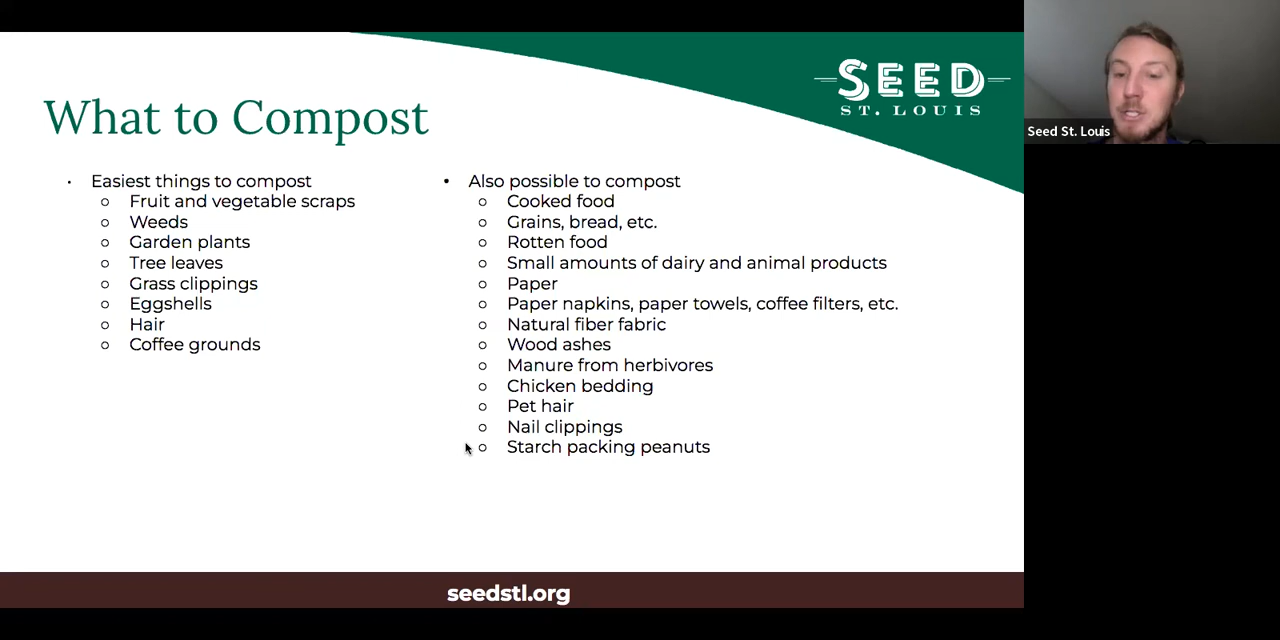 SEED
ST. LOUIS
Seed St. Louis
What to Compost
• Easiest things to compost
○ Fruit and vegetable scraps
○ Weeds
○ Garden plants
○ Tree leaves
○ Grass clippings
○ Eggshells
○ Hair
○ Coffee grounds
• Also possible to compost
○ Cooked food
○ Grains, bread, etc.
○ Rotten food
○ Small amounts of dairy and animal products
○ Paper
○ Paper napkins, paper towels, coffee filters, etc.
○ Natural fiber fabric
○ Wood ashes
○ Manure from herbivores
○ Chicken bedding
○ Pet hair
○ Nail clippings
○ Starch packing peanuts
seedstl.org